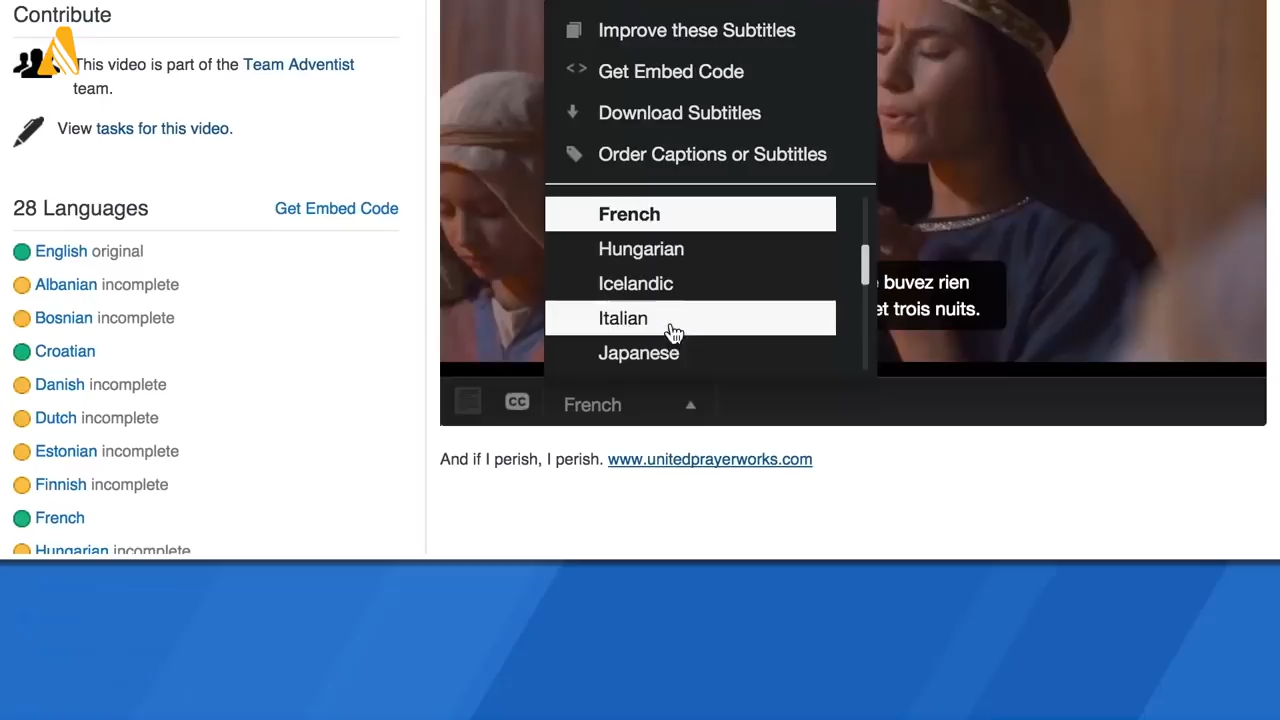 Contribute
This video is part of the Team Adventist
team.
View tasks for this video.
28 Languages
Get Embed Code
English original
Albanian incomplete
Bosnian incomplete
Croatian
Danish incomplete
Dutch incomplete
Estonian incomplete
Finnish incomplete
French
Hungarian incomplete
Improve these Subtitles
Get Embed Code
Download Subtitles
Order Captions or Subtitles
French
Hungarian
Icelandic
Italian
Japanese
buvez rien
et trois nuits.
CC
French
And if I perish, I perish. www.unitedprayerworks.com